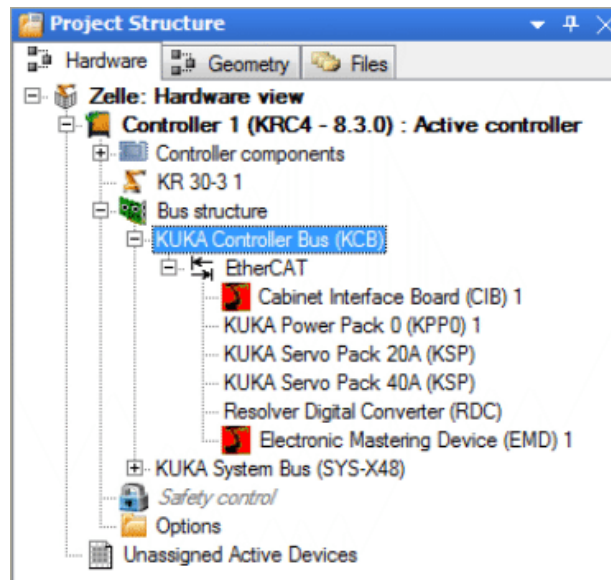 Project Structure
Hardware Geometry Files
Zelle: Hardware view
Controller 1 (KRC4 - 8.3.0) : Active controller
Controller components
KR 30-3 1
Bus structure
KUKA Controller Bus (KCB)
EtherCAT
Cabinet Interface Board (CIB) 1
KUKA Power Pack 0 (KPP0) 1
KUKA Servo Pack 20A (KSP)
KUKA Servo Pack 40A (KSP)
Resolver Digital Converter (RDC)
Electronic Mastering Device (EMD) 1
KUKA System Bus (SYS-X48)
Safety control
Options
Unassigned Active Devices